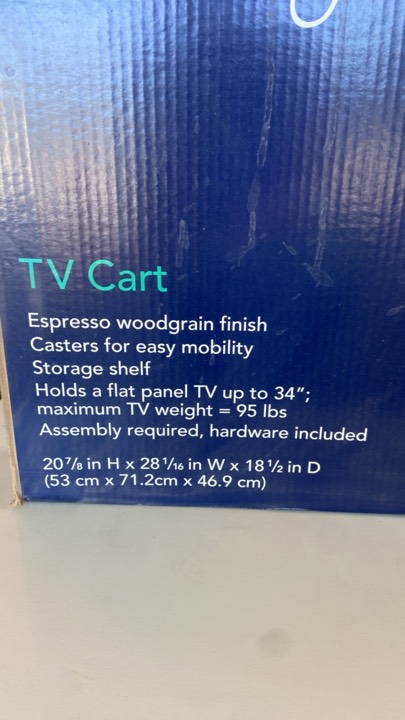 TV Cart
Espresso woodgrain finish
Casters for easy mobility
Storage shelf
Holds a flat panel TV up to 34";
maximum TV weight = 95 lbs
Assembly required, hardware included
20 7/8 in H x 28 1/16 in W x 18 1/2 in D
(53 cm x 71.2cm x 46.9 cm)